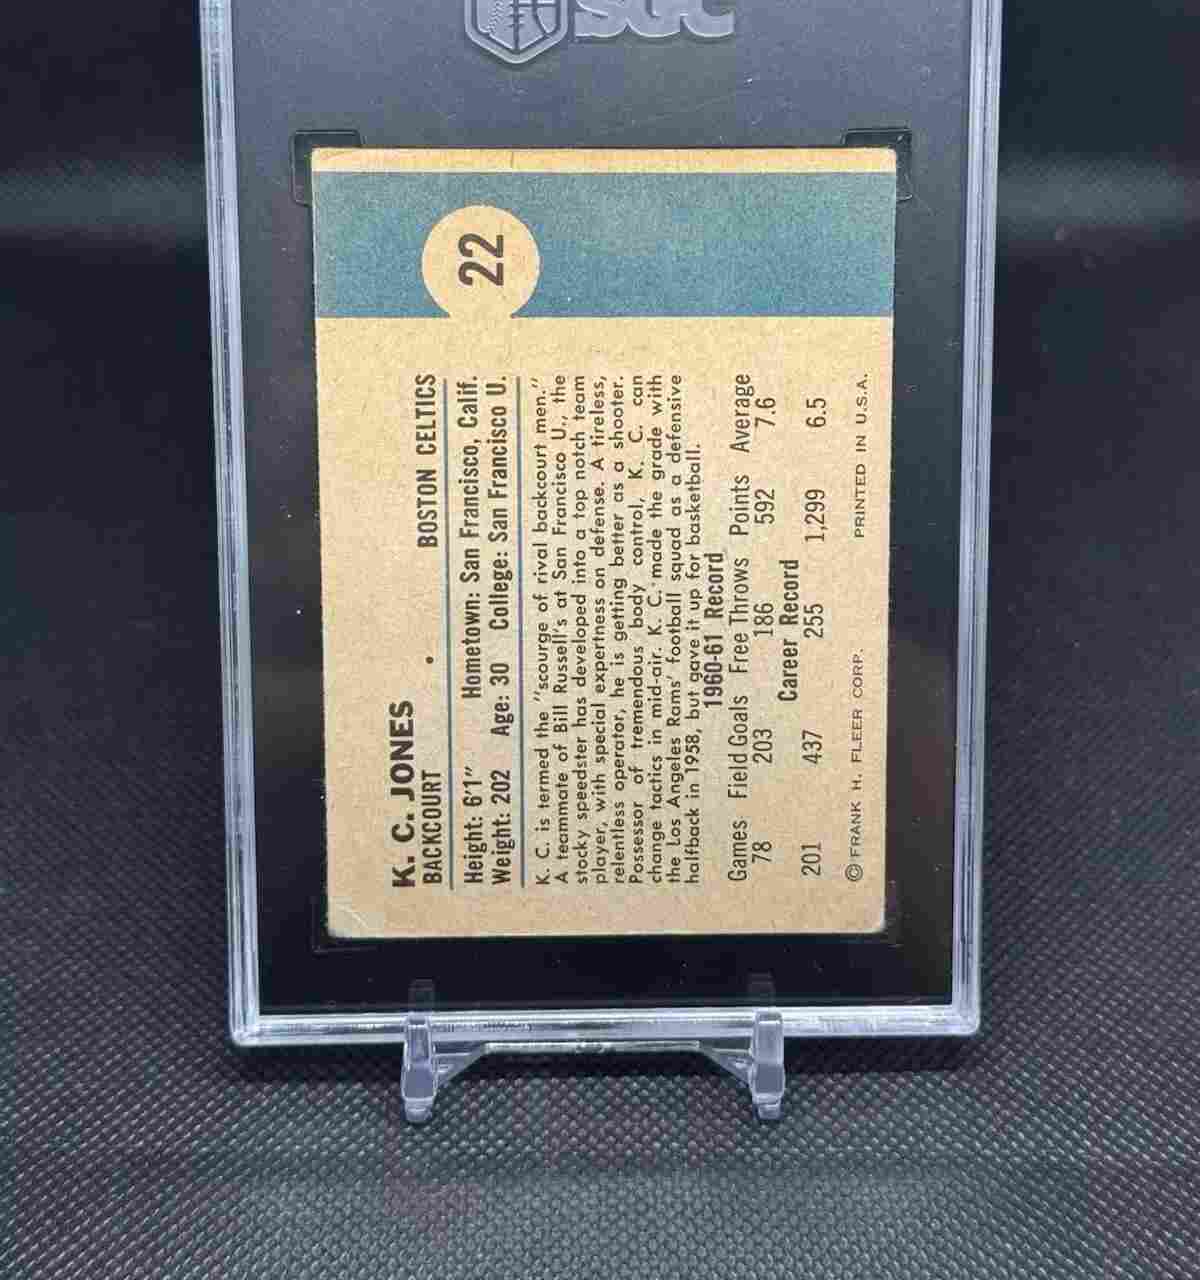 SGC
22
K. C. JONES
BACKCOURT BOSTON CELTICS
Height: 6'1" Hometown: San Francisco, Calif.
Weight: 202 Age: 30 College: San Francisco U.
K. C. is termed the "scourge of rival backcourt men."
A teammate of Bill Russell's at San Francisco U., the
stocky speedster has developed into a top notch team
player, with special expertness on defense. A tireless,
relentless operator, he is getting better as a shooter.
Possessor of tremendous body control, K. C. can
change tactics in mid-air. K. C. made the grade with
the Los Angeles Rams' football squad as a defensive
halfback in 1958, but gave it up for basketball.
1960-61 Record
Games Field Goals Free Throws Points Average
78 203 186 592 7.6
Career Record
201 437 255 1,299 6.5
© FRANK H. FLEER CORP. PRINTED IN U.S.A.